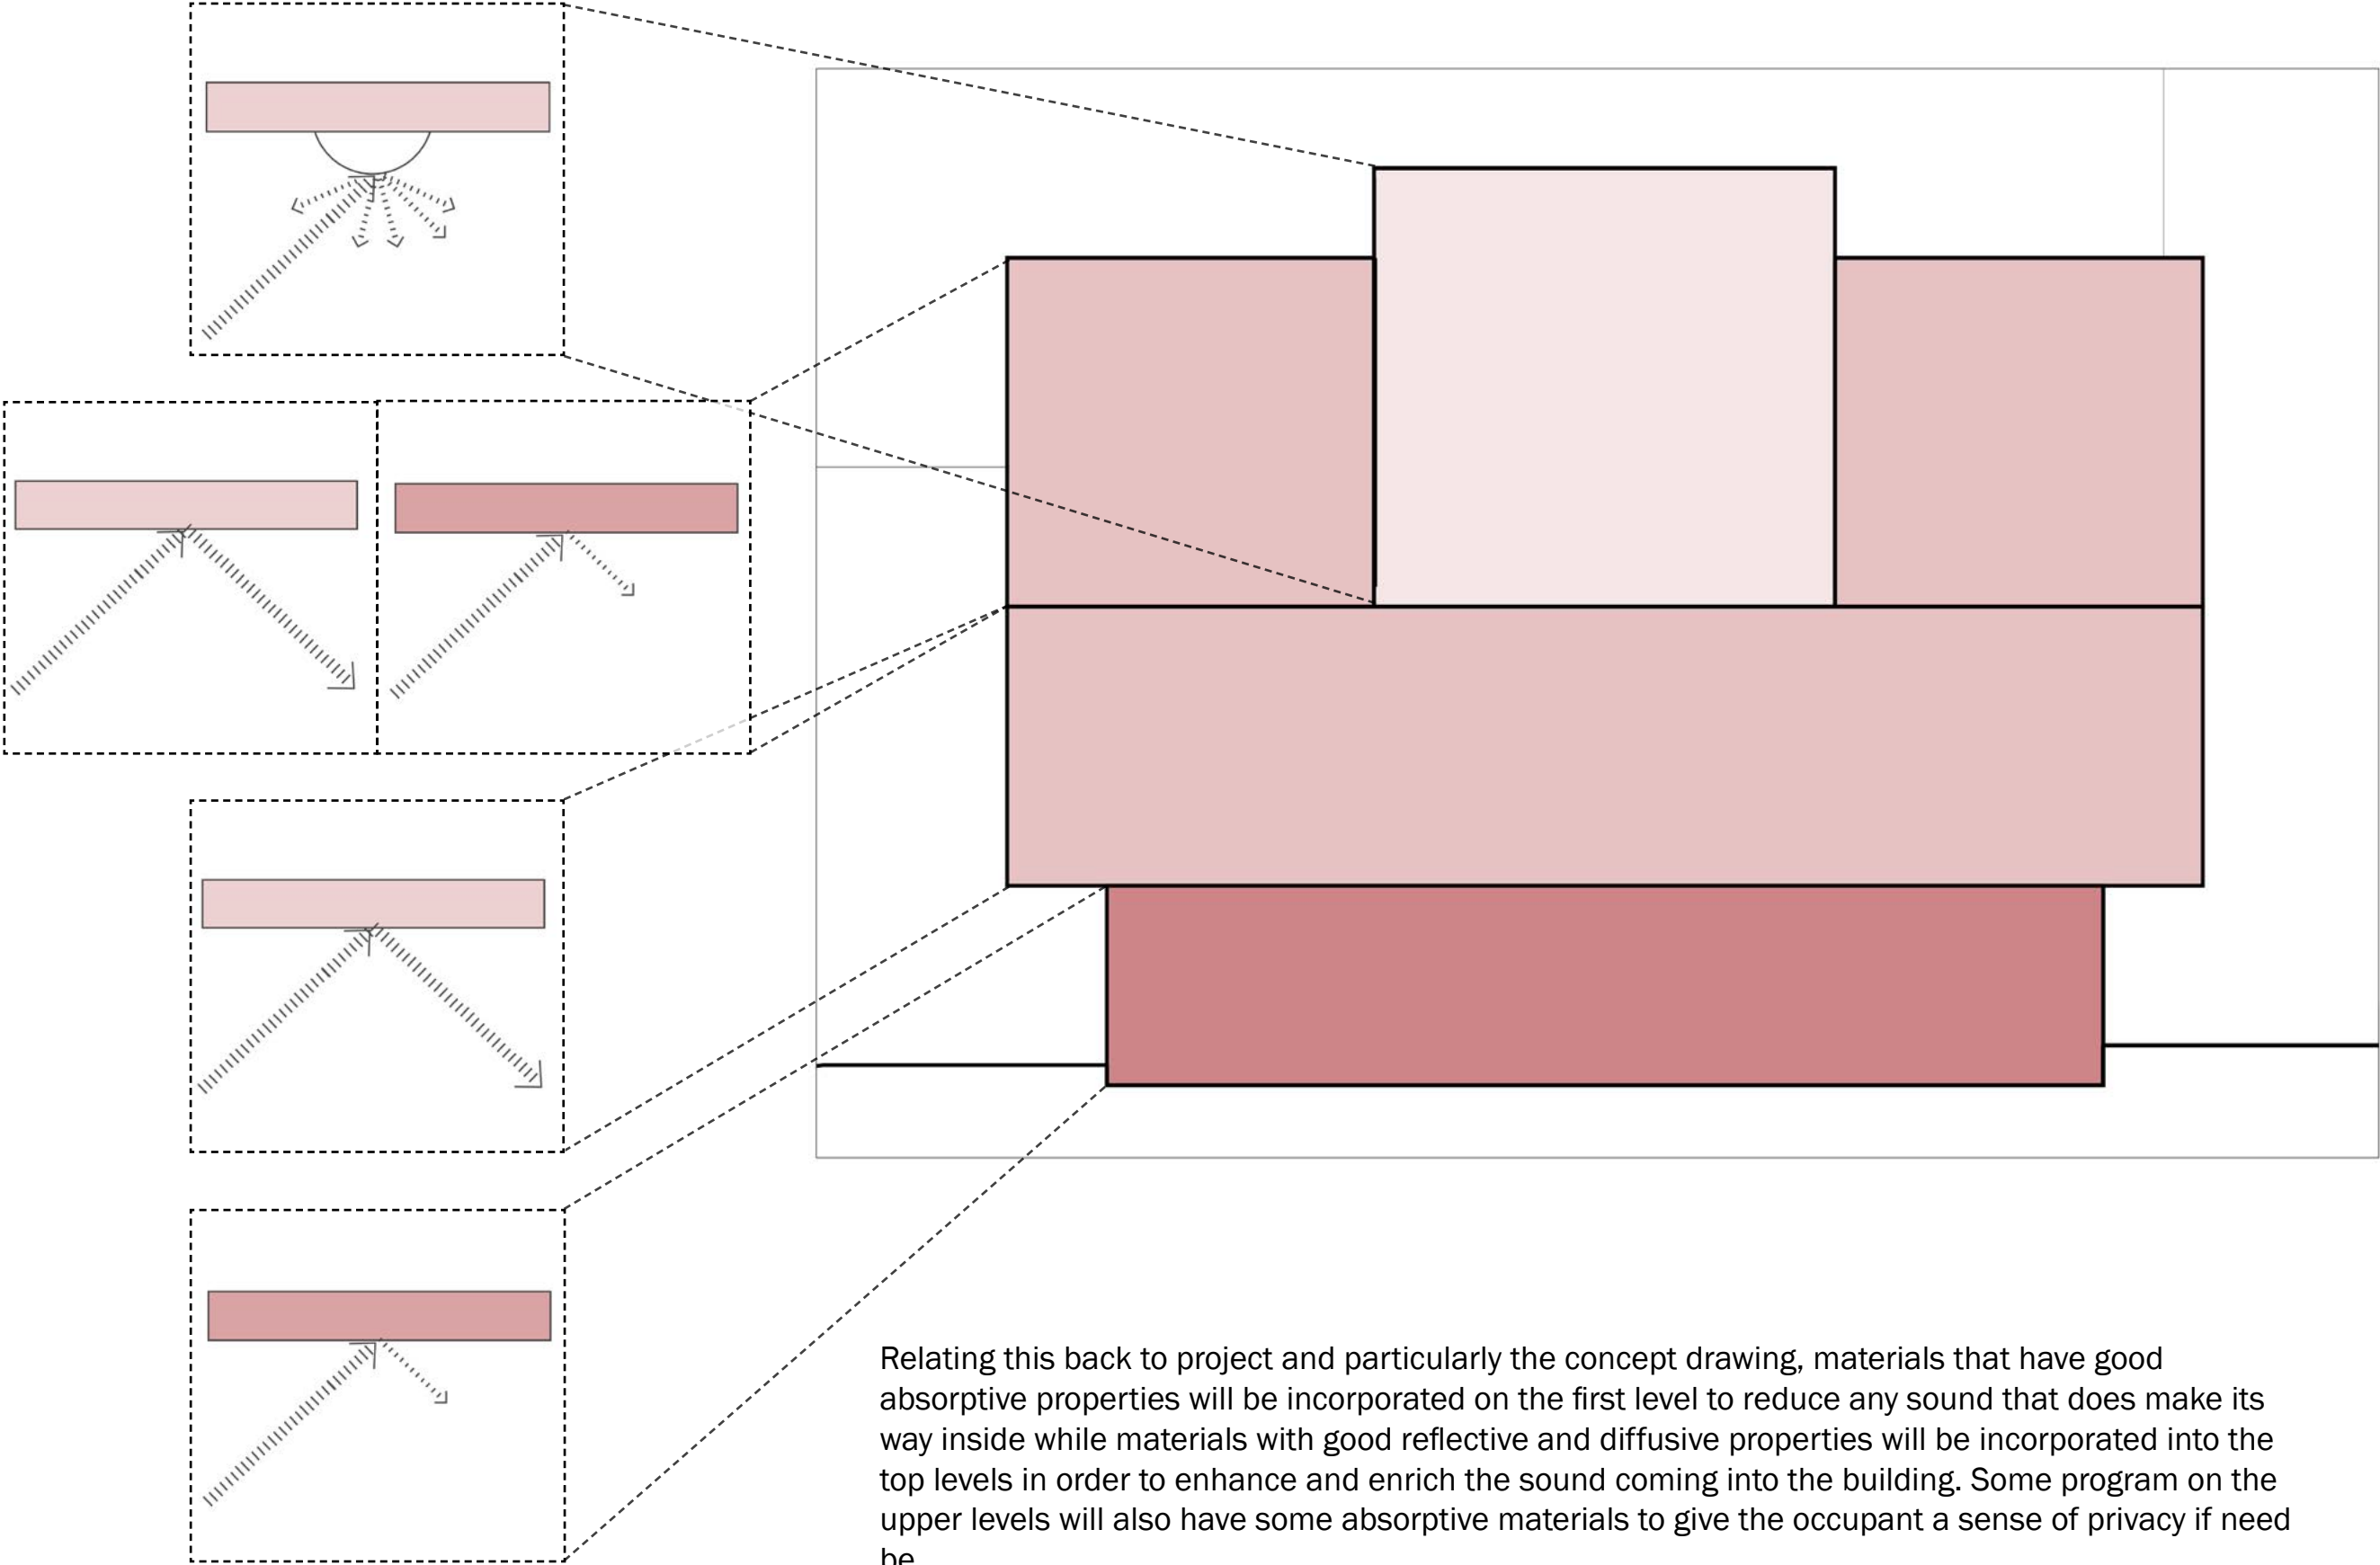 Relating this back to project and particularly the concept drawing, materials that have good
absorptive properties will be incorporated on the first level to reduce any sound that does make its
way inside while materials with good reflective and diffusive properties will be incorporated into the
top levels in order to enhance and enrich the sound coming into the building. Some program on the
upper levels will also have some absorptive materials to give the occupant a sense of privacy if need
be